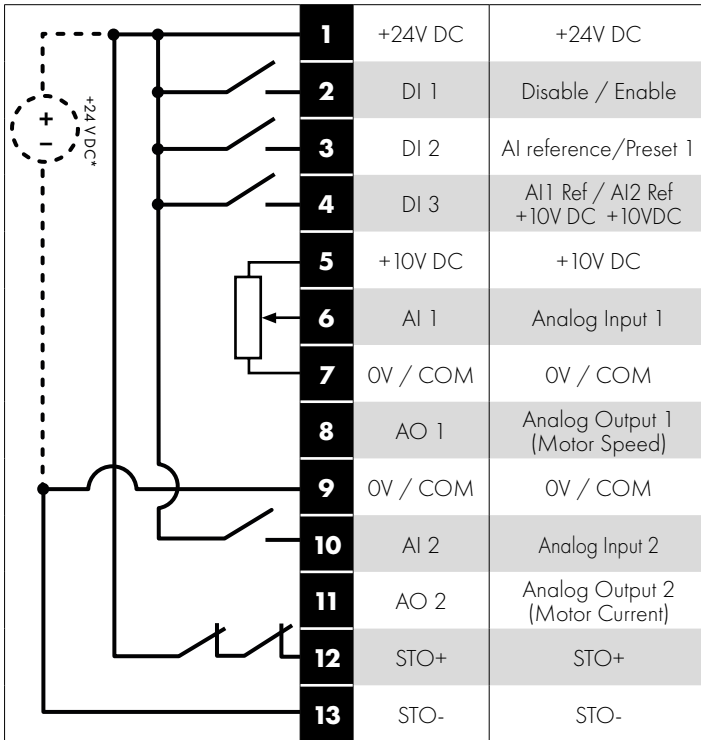 +24 V DC*
+
–
1 +24V DC +24V DC
2 DI 1 Disable / Enable
3 DI 2 AI reference/Preset 1
4 DI 3 AI1 Ref / AI2 Ref
+10V DC +10VDC
5 +10V DC +10V DC
6 AI 1 Analog Input 1
7 0V / COM 0V / COM
8 AO 1 Analog Output 1
(Motor Speed)
9 0V / COM 0V / COM
10 AI 2 Analog Input 2
11 AO 2 Analog Output 2
(Motor Current)
12 STO+ STO+
13 STO- STO-